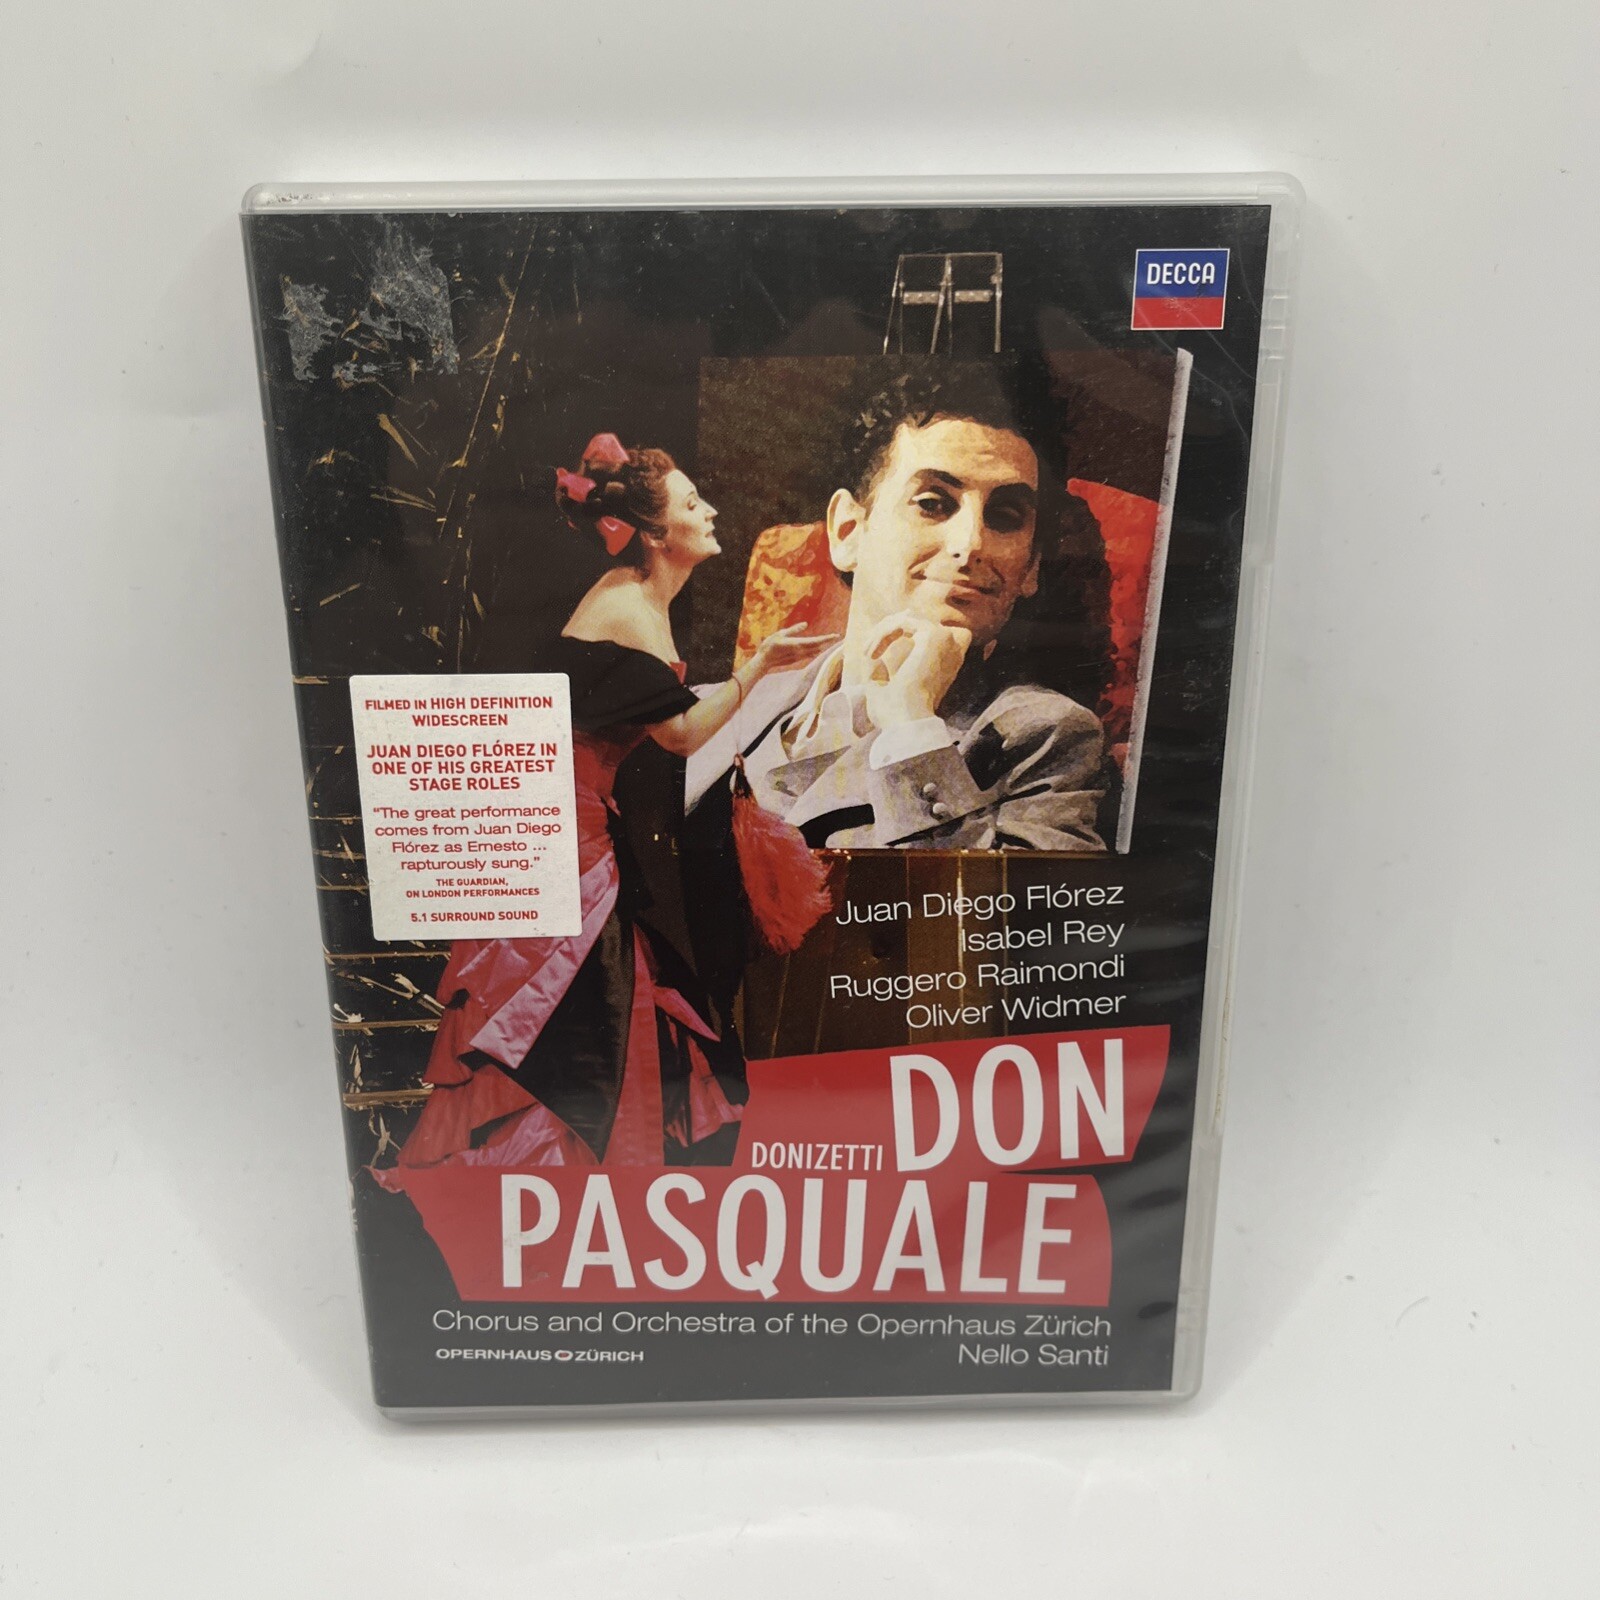 DECCA
FILMED IN HIGH DEFINITION
WIDESCREEN
JUAN DIEGO FLÓREZ IN
ONE OF HIS GREATEST
STAGE ROLES
“The great performance
comes from Juan Diego
Flórez as Ernesto ...
rapturously sung.”
THE GUARDIAN,
ON LONDON PERFORMANCES
5.1 SURROUND SOUND
Juan Diego Flórez
Isabel Rey
Ruggero Raimondi
Oliver Widmer
DONIZETTI DON
PASQUALE
Chorus and Orchestra of the Opernhaus Zürich
OPERNHAUS ZÜRICH
Nello Santi